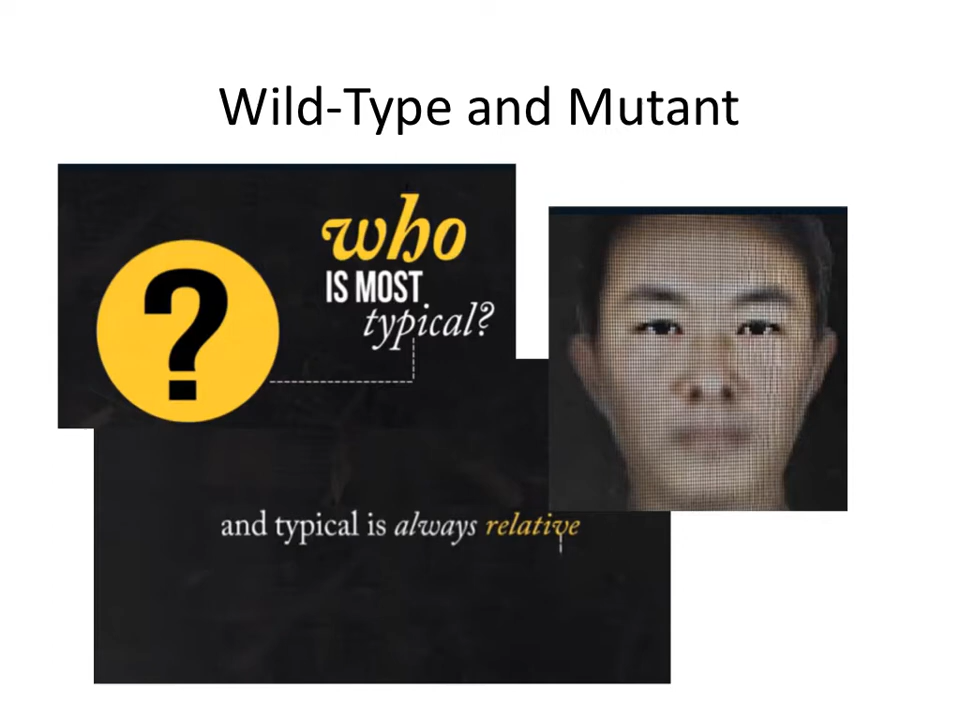 Wild-Type and Mutant
who
IS MOST
typical?
?
and typical is always relative